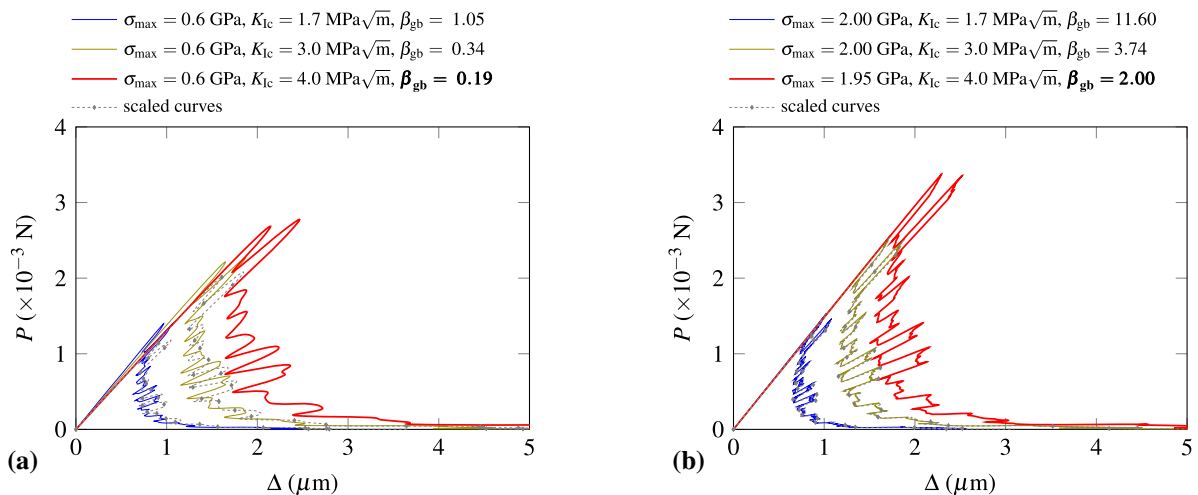 σmax = 0.6 GPa, KIc = 1.7 MPa√m, βgb = 1.05
σmax = 0.6 GPa, KIc = 3.0 MPa√m, βgb = 0.34
σmax = 0.6 GPa, KIc = 4.0 MPa√m, βgb = 0.19
scaled curves
4
3
2
1
0
P (×10−3 N)
0 1 2 3 4 5
Δ (μm)
(a)
σmax = 2.00 GPa, KIc = 1.7 MPa√m, βgb = 11.60
σmax = 2.00 GPa, KIc = 3.0 MPa√m, βgb = 3.74
σmax = 1.95 GPa, KIc = 4.0 MPa√m, βgb = 2.00
scaled curves
4
3
2
1
0
P (×10−3 N)
0 1 2 3 4 5
Δ (μm)
(b)